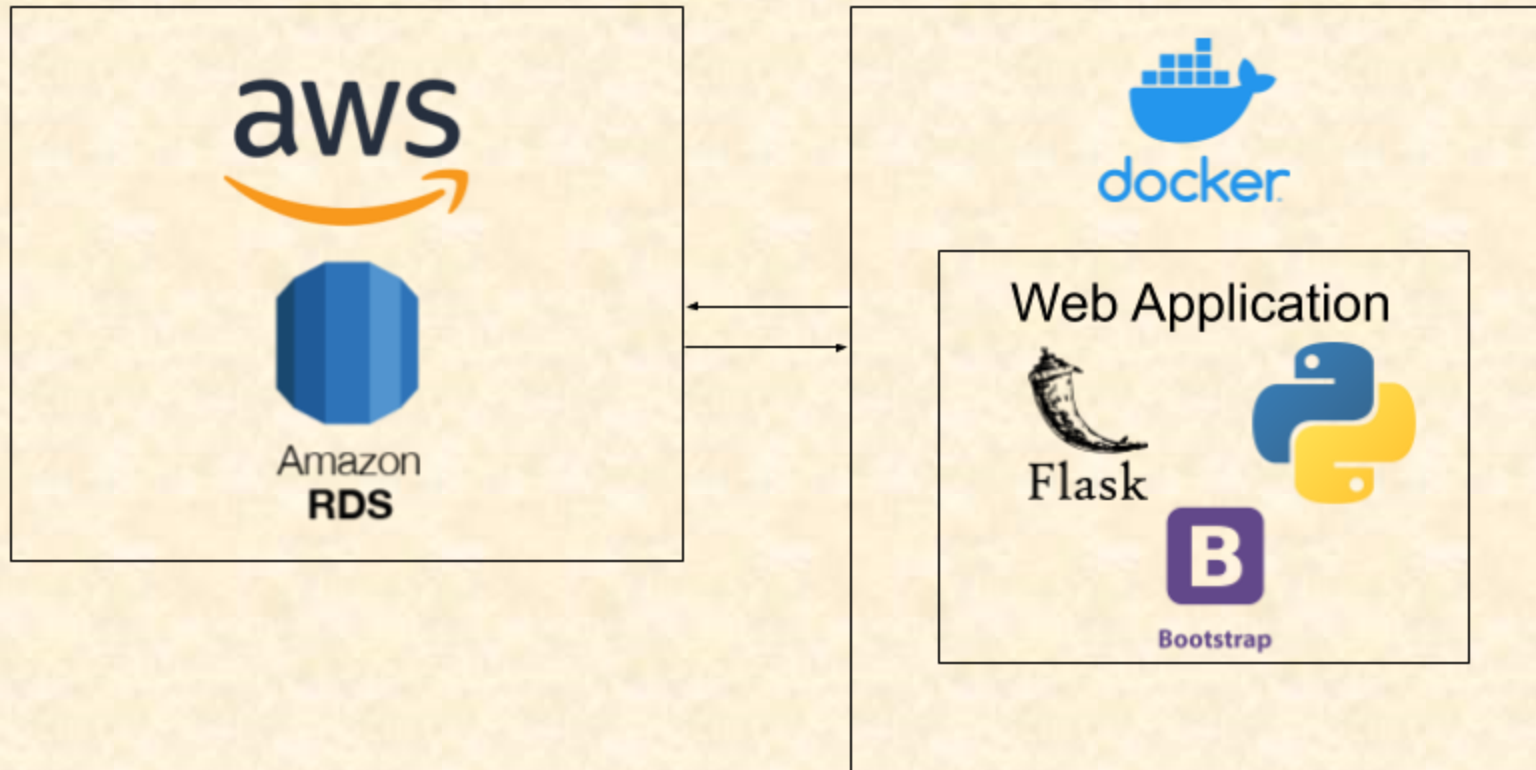 aws
Amazon
RDS
docker
Web Application
Flask
B
Bootstrap